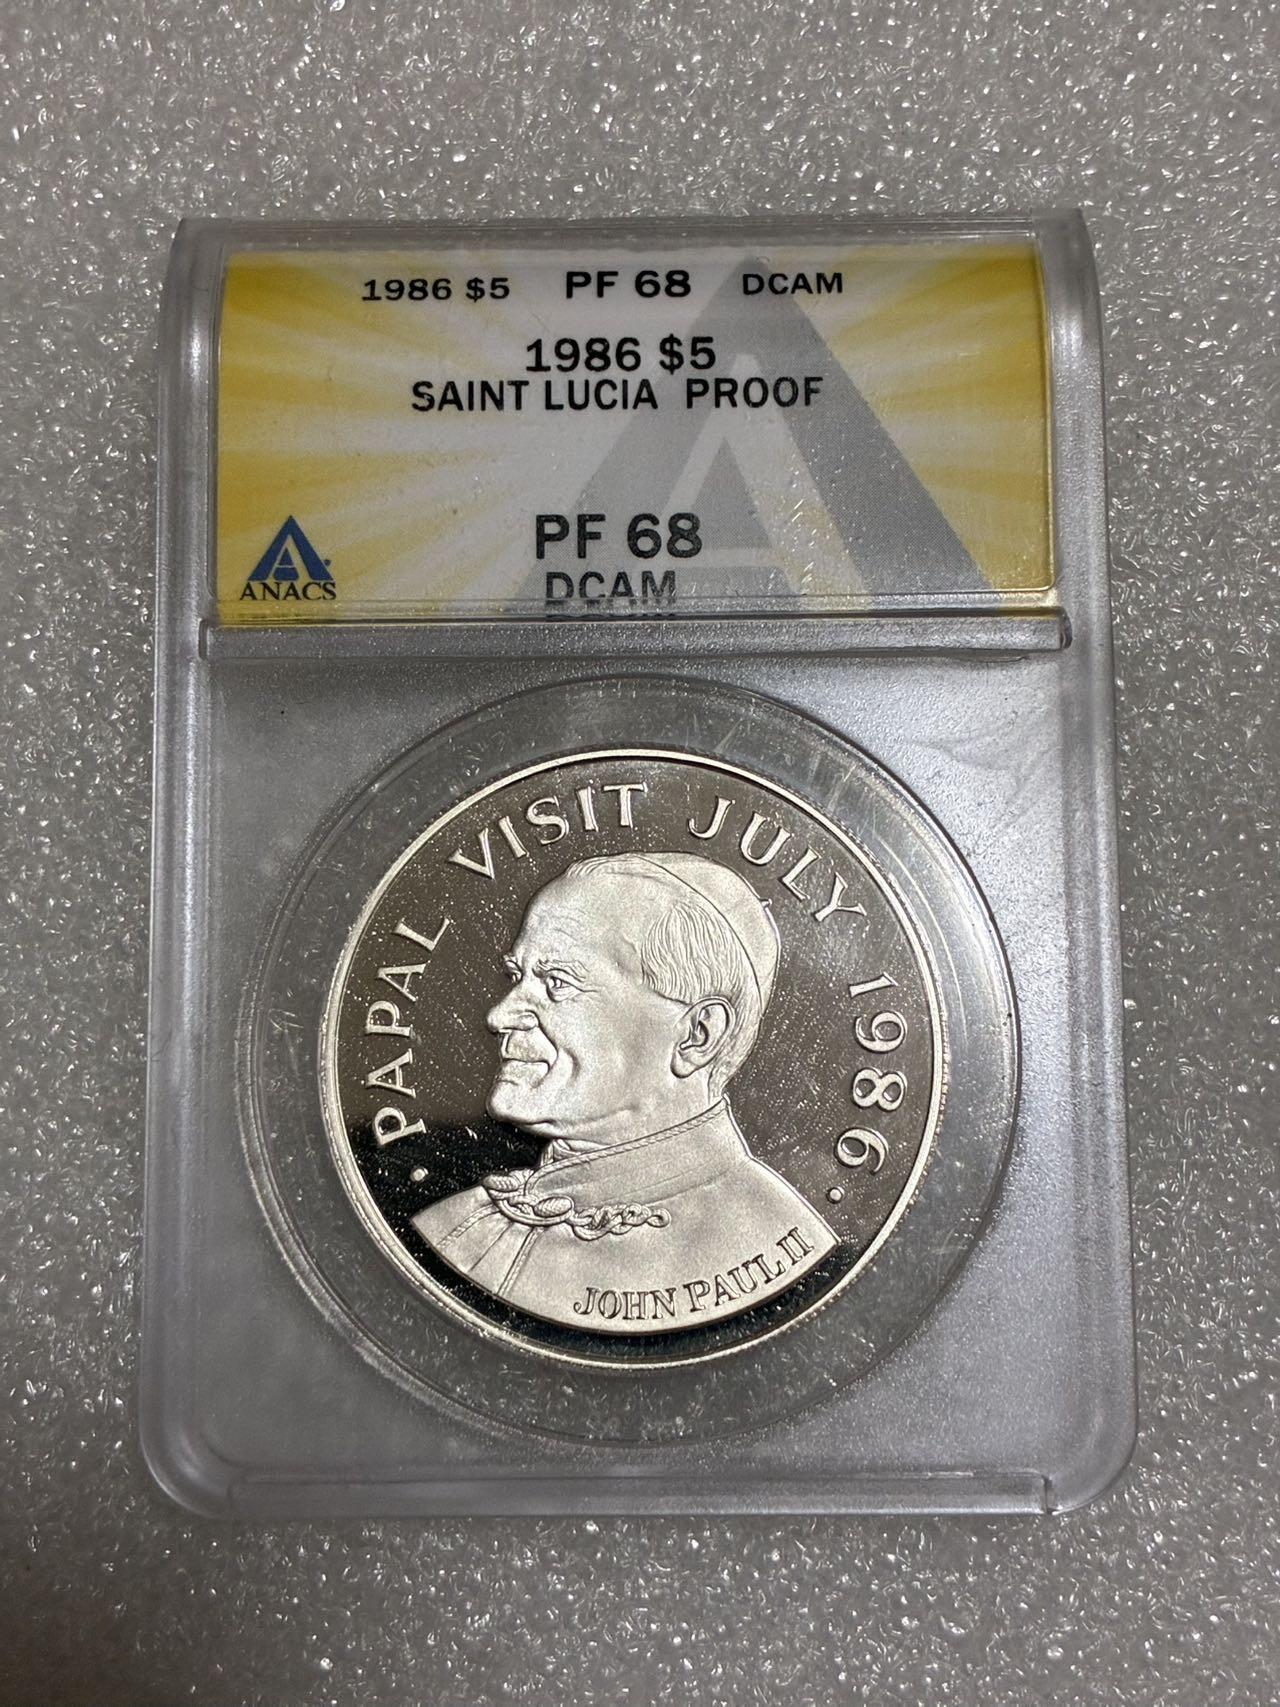 1986 $5 PF 68 DCAM
1986 $5
SAINT LUCIA PROOF
PF 68
DCAM
ANACS
· PAPAL VISIT JULY 1986 ·
JOHN PAUL II